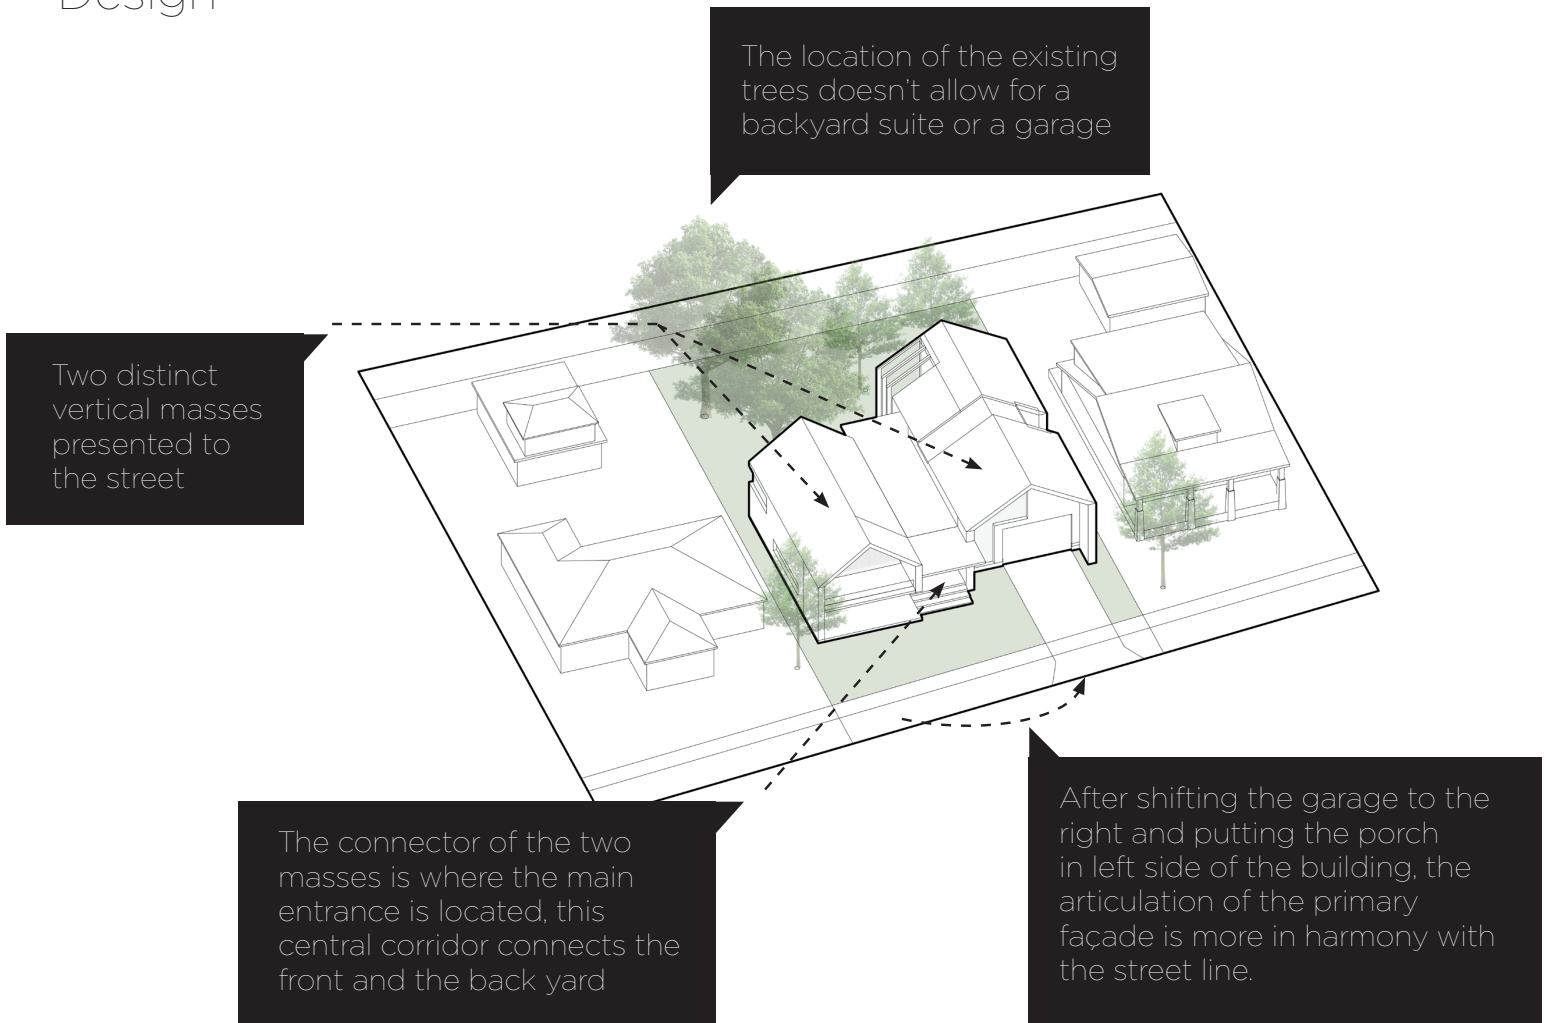 Design
The location of the existing
trees doesn't allow for a
backyard suite or a garage
Two distinct
vertical masses
presented to
the street
The connector of the two
masses is where the main
entrance is located, this
central corridor connects the
front and the back yard
After shifting the garage to the
right and putting the porch
in left side of the building, the
articulation of the primary
façade is more in harmony with
the street line.